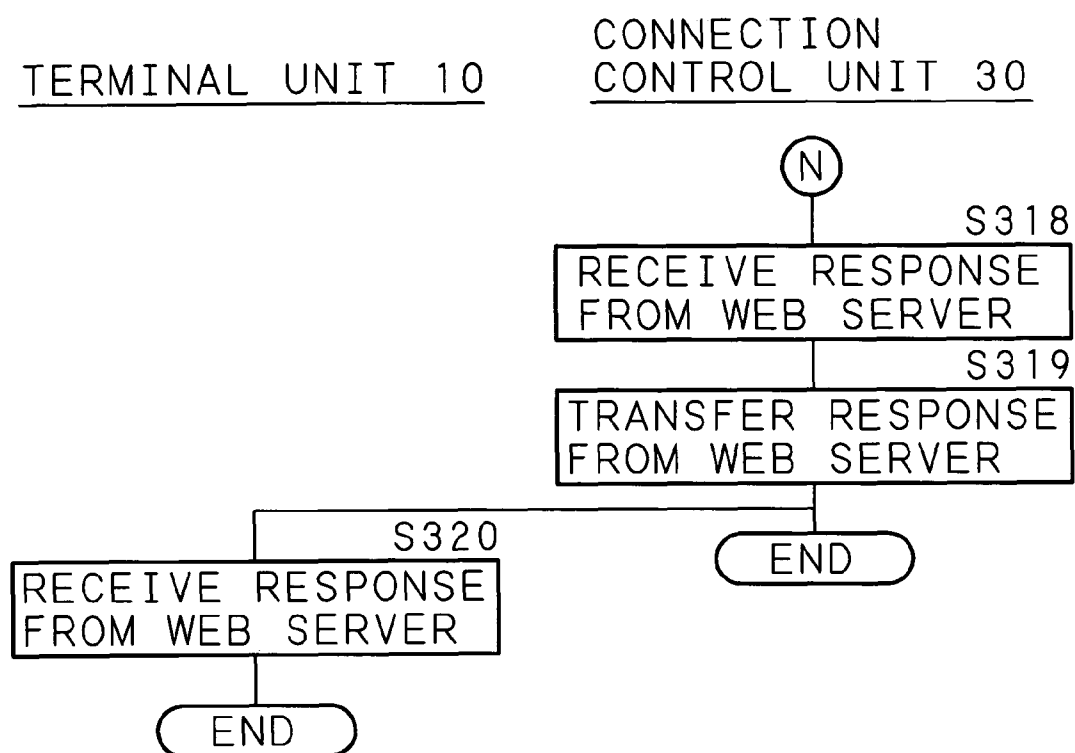 TERMINAL UNIT 10
CONNECTION
CONTROL UNIT 30
N
S318
RECEIVE RESPONSE
FROM WEB SERVER
S319
TRANSFER RESPONSE
FROM WEB SERVER
END
S320
RECEIVE RESPONSE
FROM WEB SERVER
END